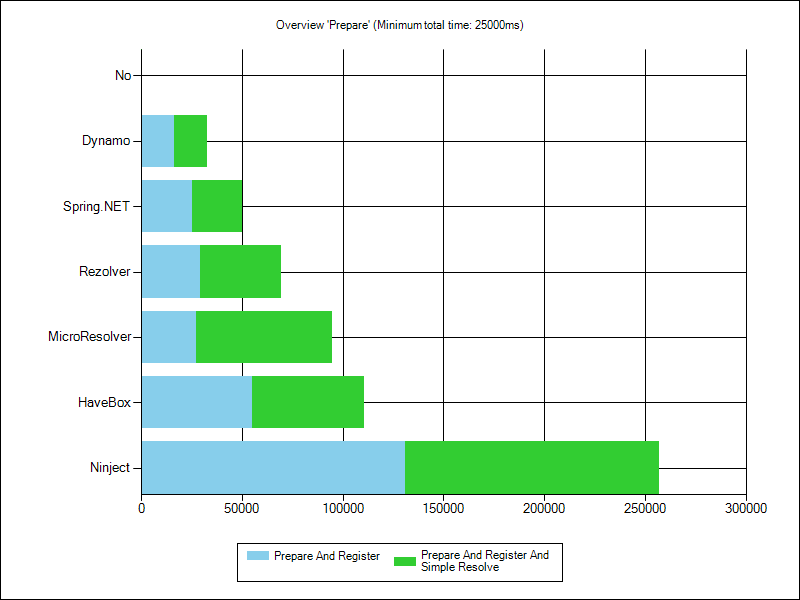 Overview 'Prepare' (Minimum total time: 25000ms)
No
Dynamo
Spring.NET
Rezolver
MicroResolver
HaveBox
Ninject
0 50000 100000 150000 200000 250000 300000
Prepare And Register
Prepare And Register And
Simple Resolve